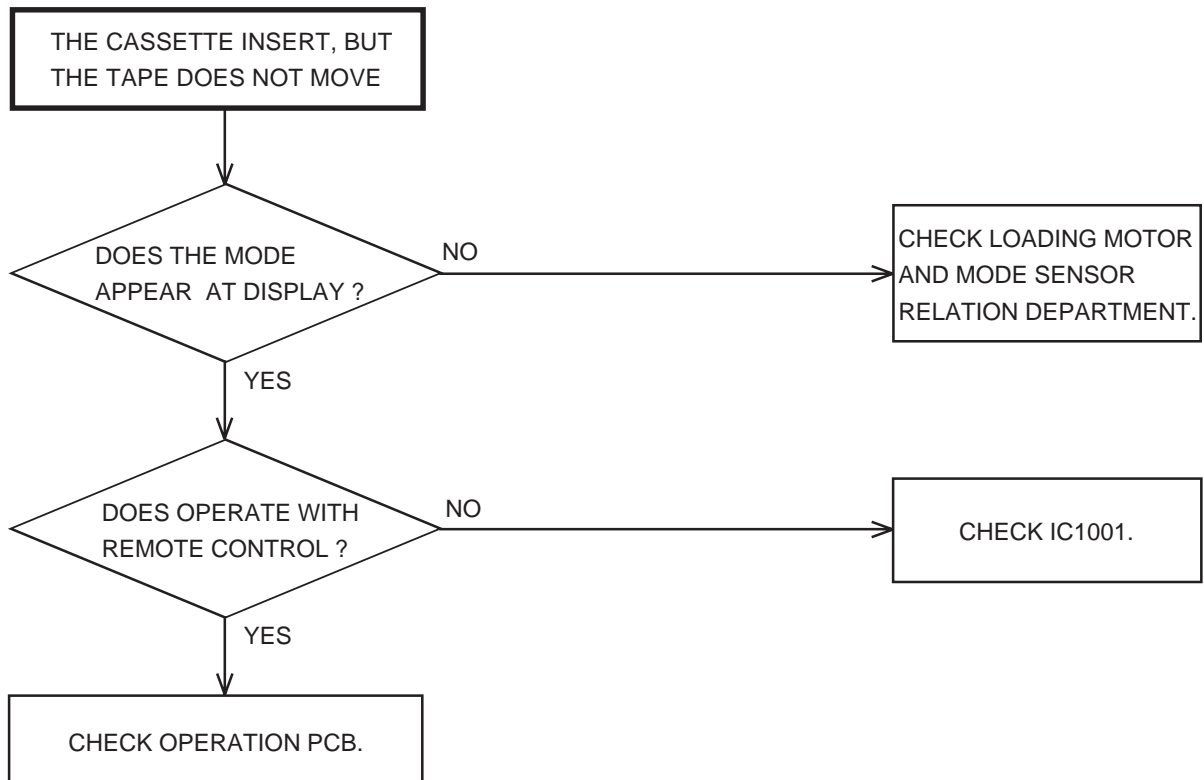 THE CASSETTE INSERT, BUT
THE TAPE DOES NOT MOVE
DOES THE MODE
APPEAR AT DISPLAY ?
NO
CHECK LOADING MOTOR
AND MODE SENSOR
RELATION DEPARTMENT.
YES
DOES OPERATE WITH
REMOTE CONTROL ?
NO
CHECK IC1001.
YES
CHECK OPERATION PCB.